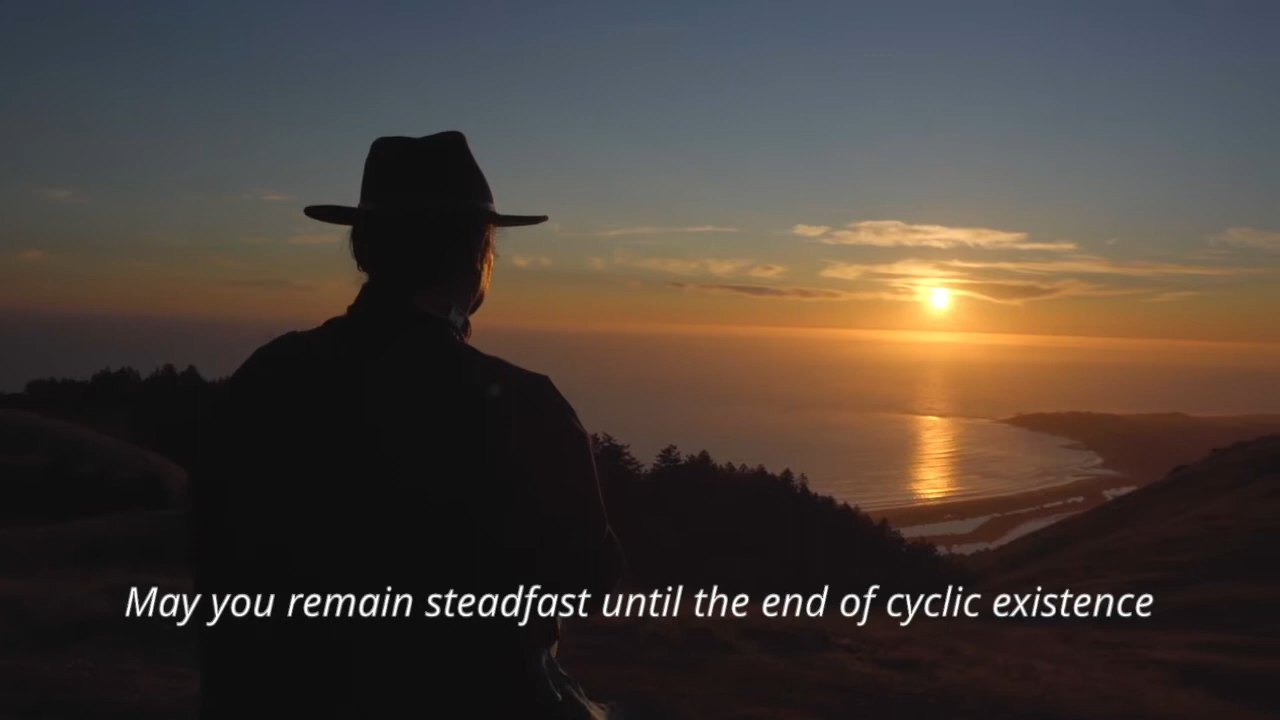 May you remain steadfast until the end of cyclic existence